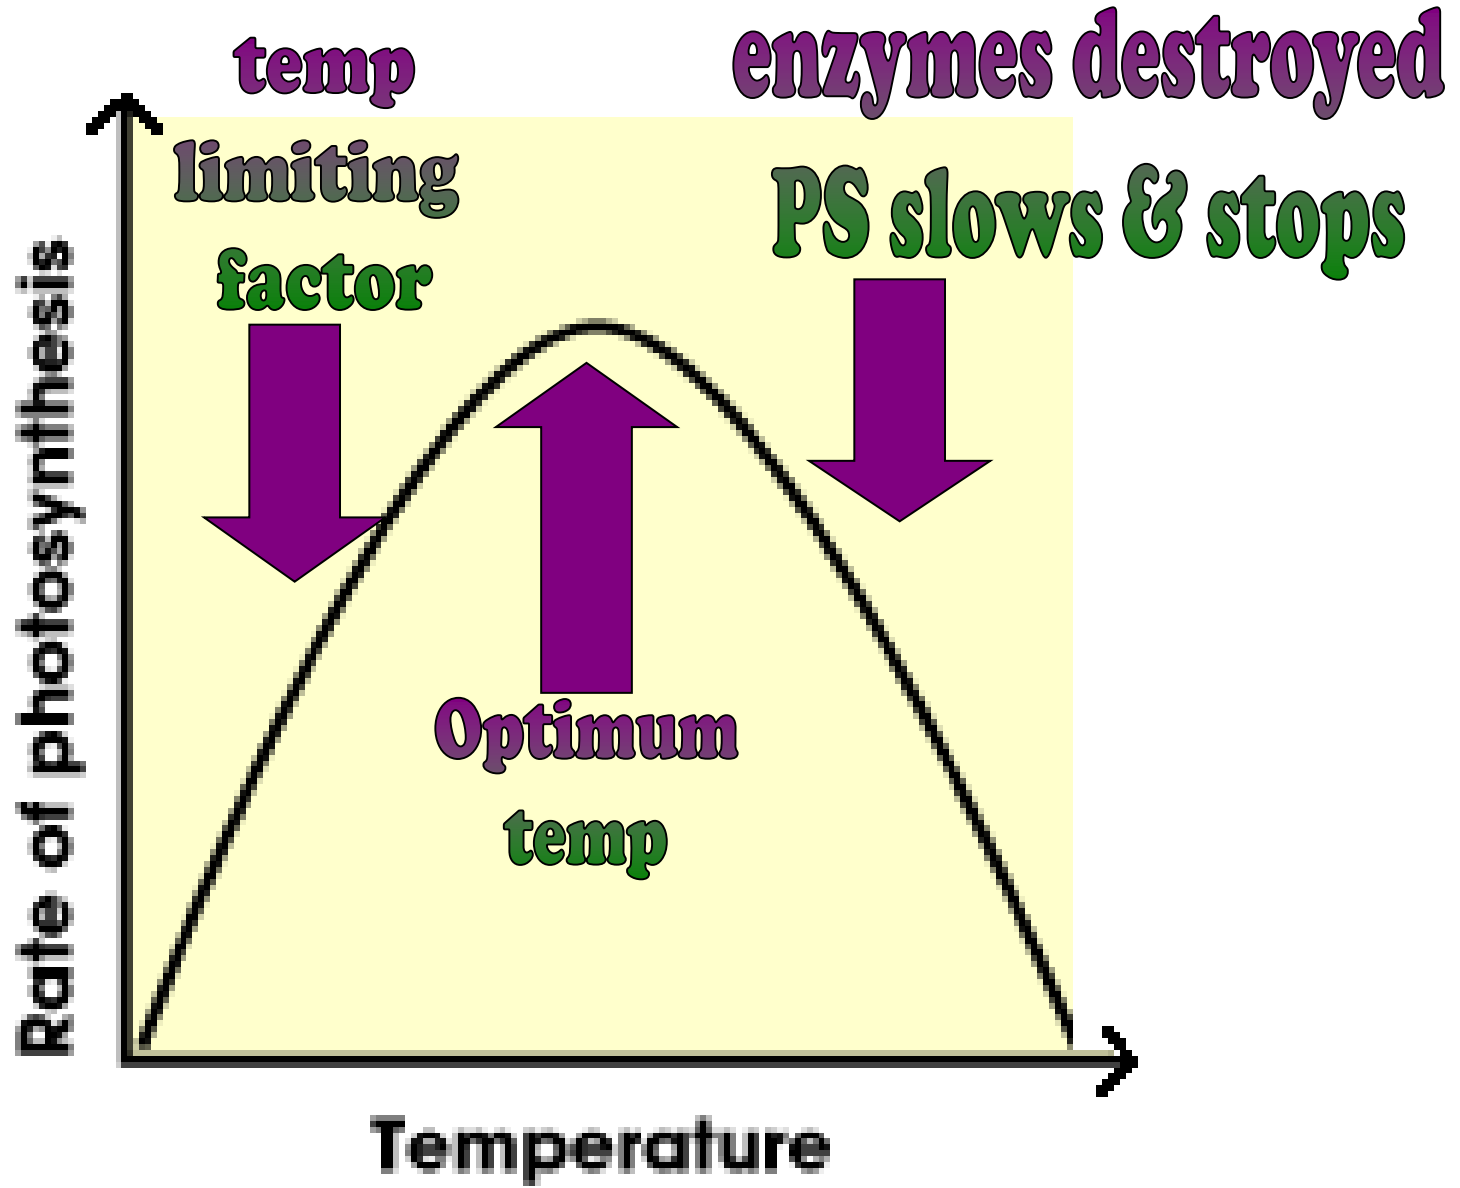 temp
limiting
factor
enzymes destroyed
PS slows & stops
Optimum
temp
Rate of photosynthesis
Temperature